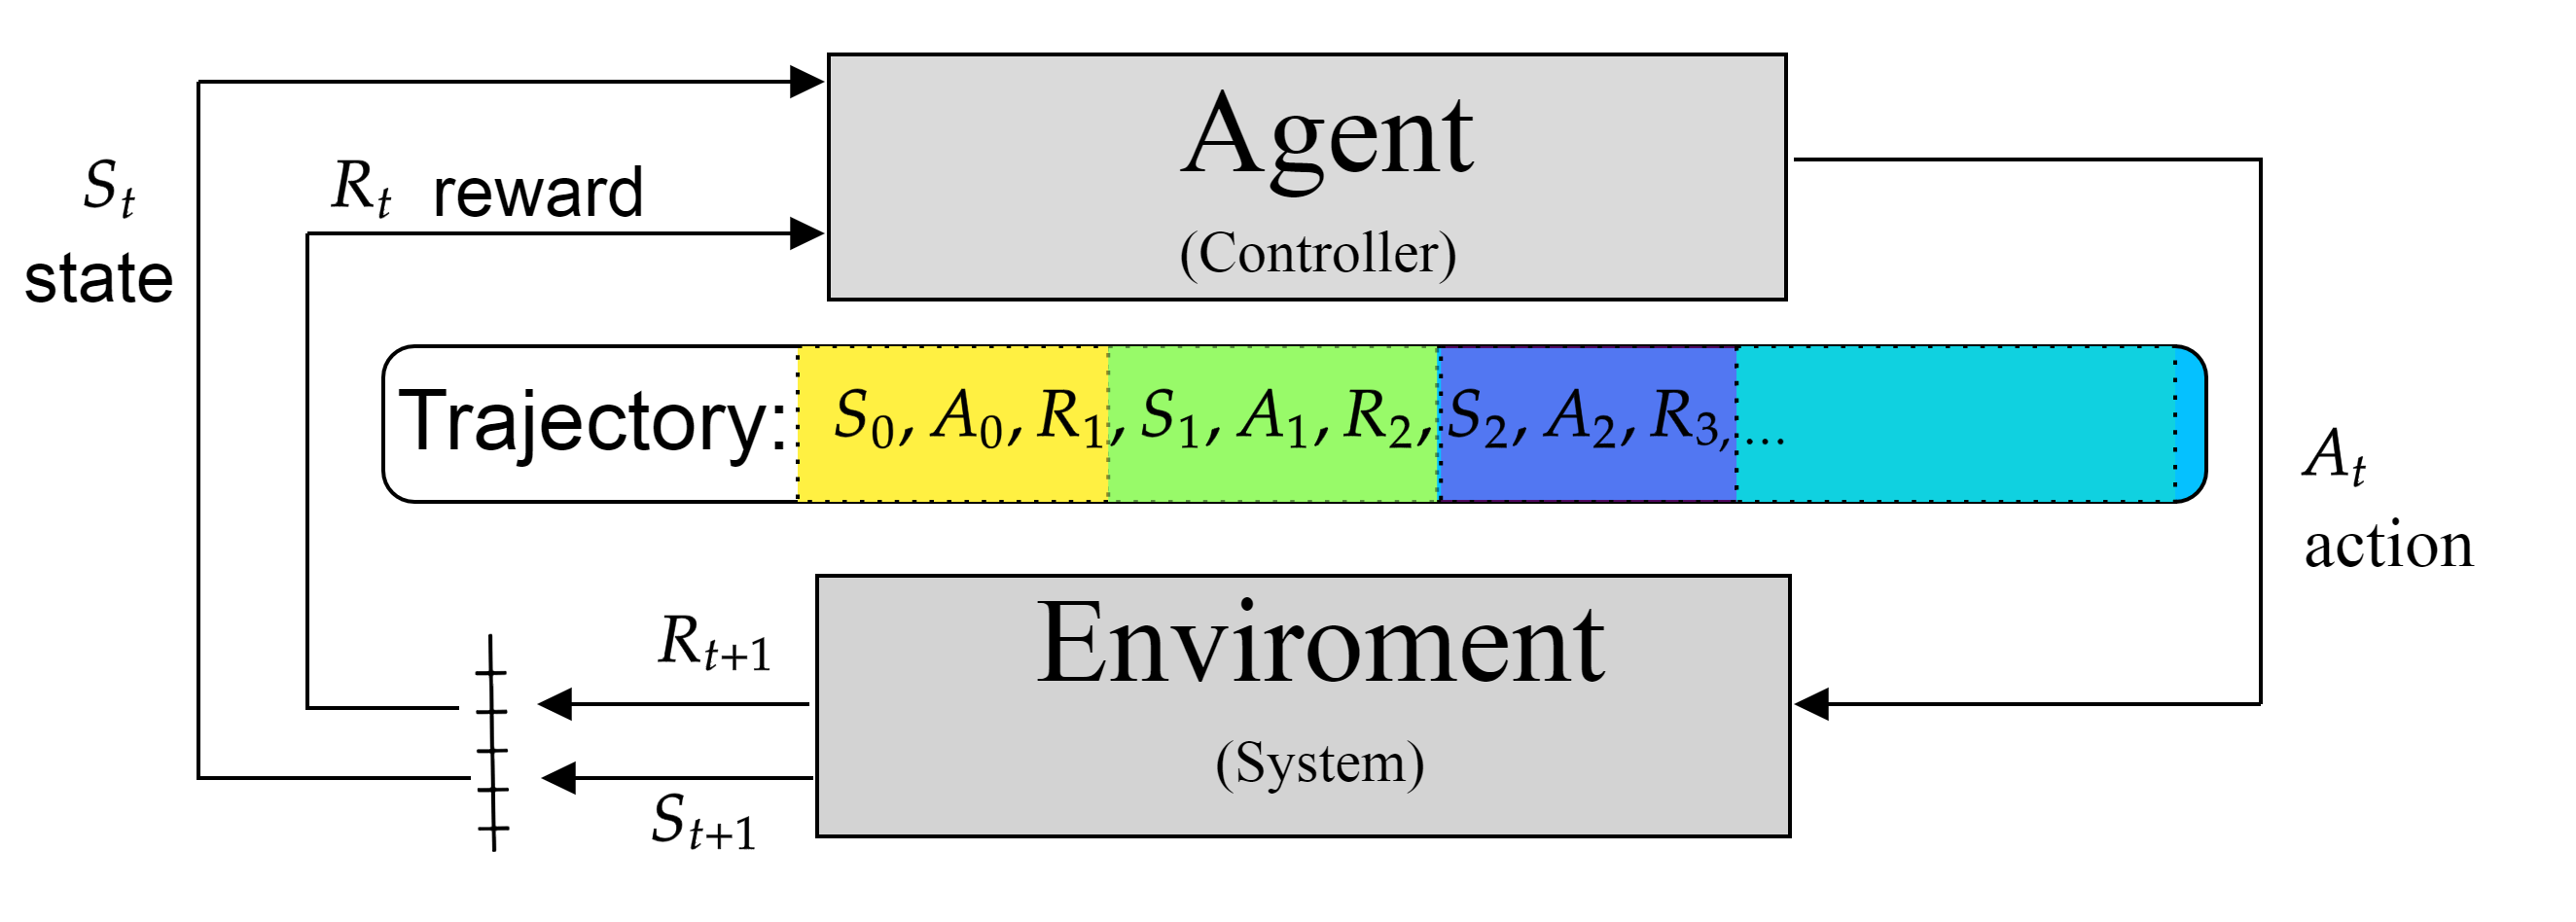 Agent
(Controller)
S_t
state
R_t reward
Trajectory: S_0, A_0, R_1, S_1, A_1, R_2, S_2, A_2, R_3, ...
A_t
action
Enviroment
(System)
R_{t+1}
S_{t+1}